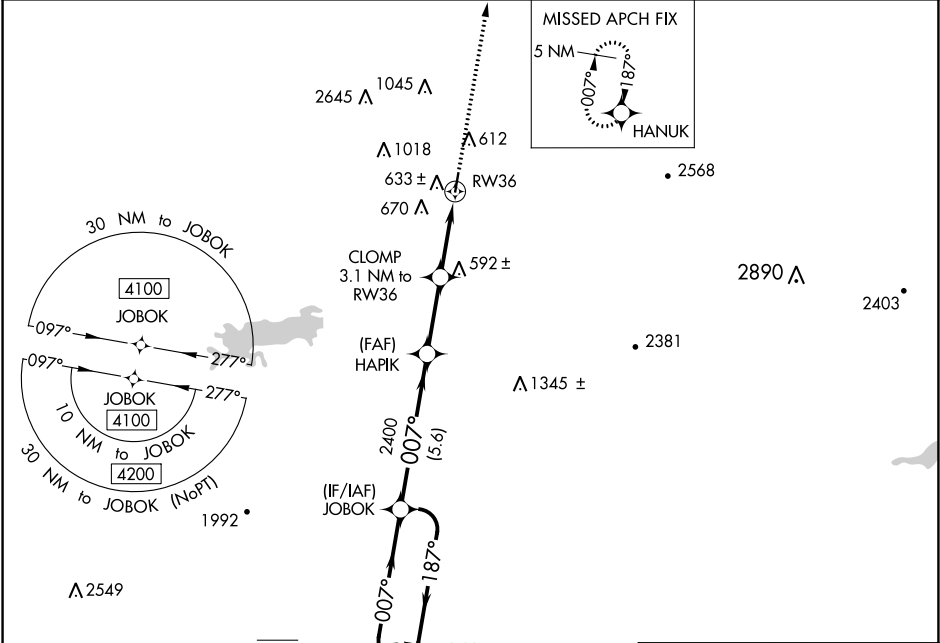 MISSED APCH FIX
5 NM
007°
187°
HANUK
1045
2645
1018
612
633 ±
RW36
670
2568
30 NM to JOBOK
4100
JOBOK
097°
277°
CLOMP
3.1 NM to
RW36
592 ±
2890
2403
(FAF)
HAPIK
2381
097°
277°
JOBOK
4100
10 NM to JOBOK
4200
30 NM to JOBOK (NoPT)
1345 ±
2400
007°
(5.6)
(IF/IAF)
JOBOK
1992
2549
007°
187°